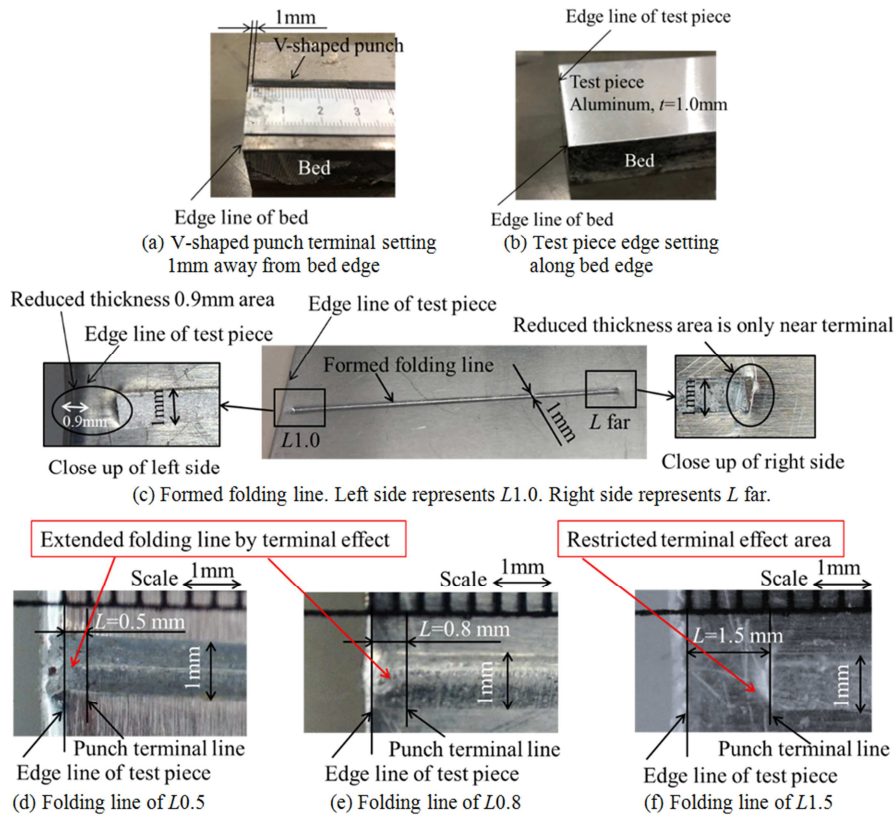 1mm
V-shaped punch
1 2 3 4
Bed
Edge line of bed
(a) V-shaped punch terminal setting
1mm away from bed edge
Edge line of test piece
Test piece
Aluminum, t=1.0mm
Bed
Edge line of bed
(b) Test piece edge setting
along bed edge
Reduced thickness 0.9mm area
Edge line of test piece
0.9mm
1mm
Close up of left side
Edge line of test piece
Formed folding line
L1.0
1mm
L far
Reduced thickness area is only near terminal
1mm
Close up of right side
(c) Formed folding line. Left side represents L1.0. Right side represents L far.
Extended folding line by terminal effect
Restricted terminal effect area
Scale
1mm
L=0.5 mm
1mm
Punch terminal line
Edge line of test piece
(d) Folding line of L0.5
Scale
1mm
L=0.8 mm
1mm
Punch terminal line
Edge line of test piece
(e) Folding line of L0.8
Scale
1mm
L=1.5 mm
1mm
Punch terminal line
Edge line of test piece
(f) Folding line of L1.5